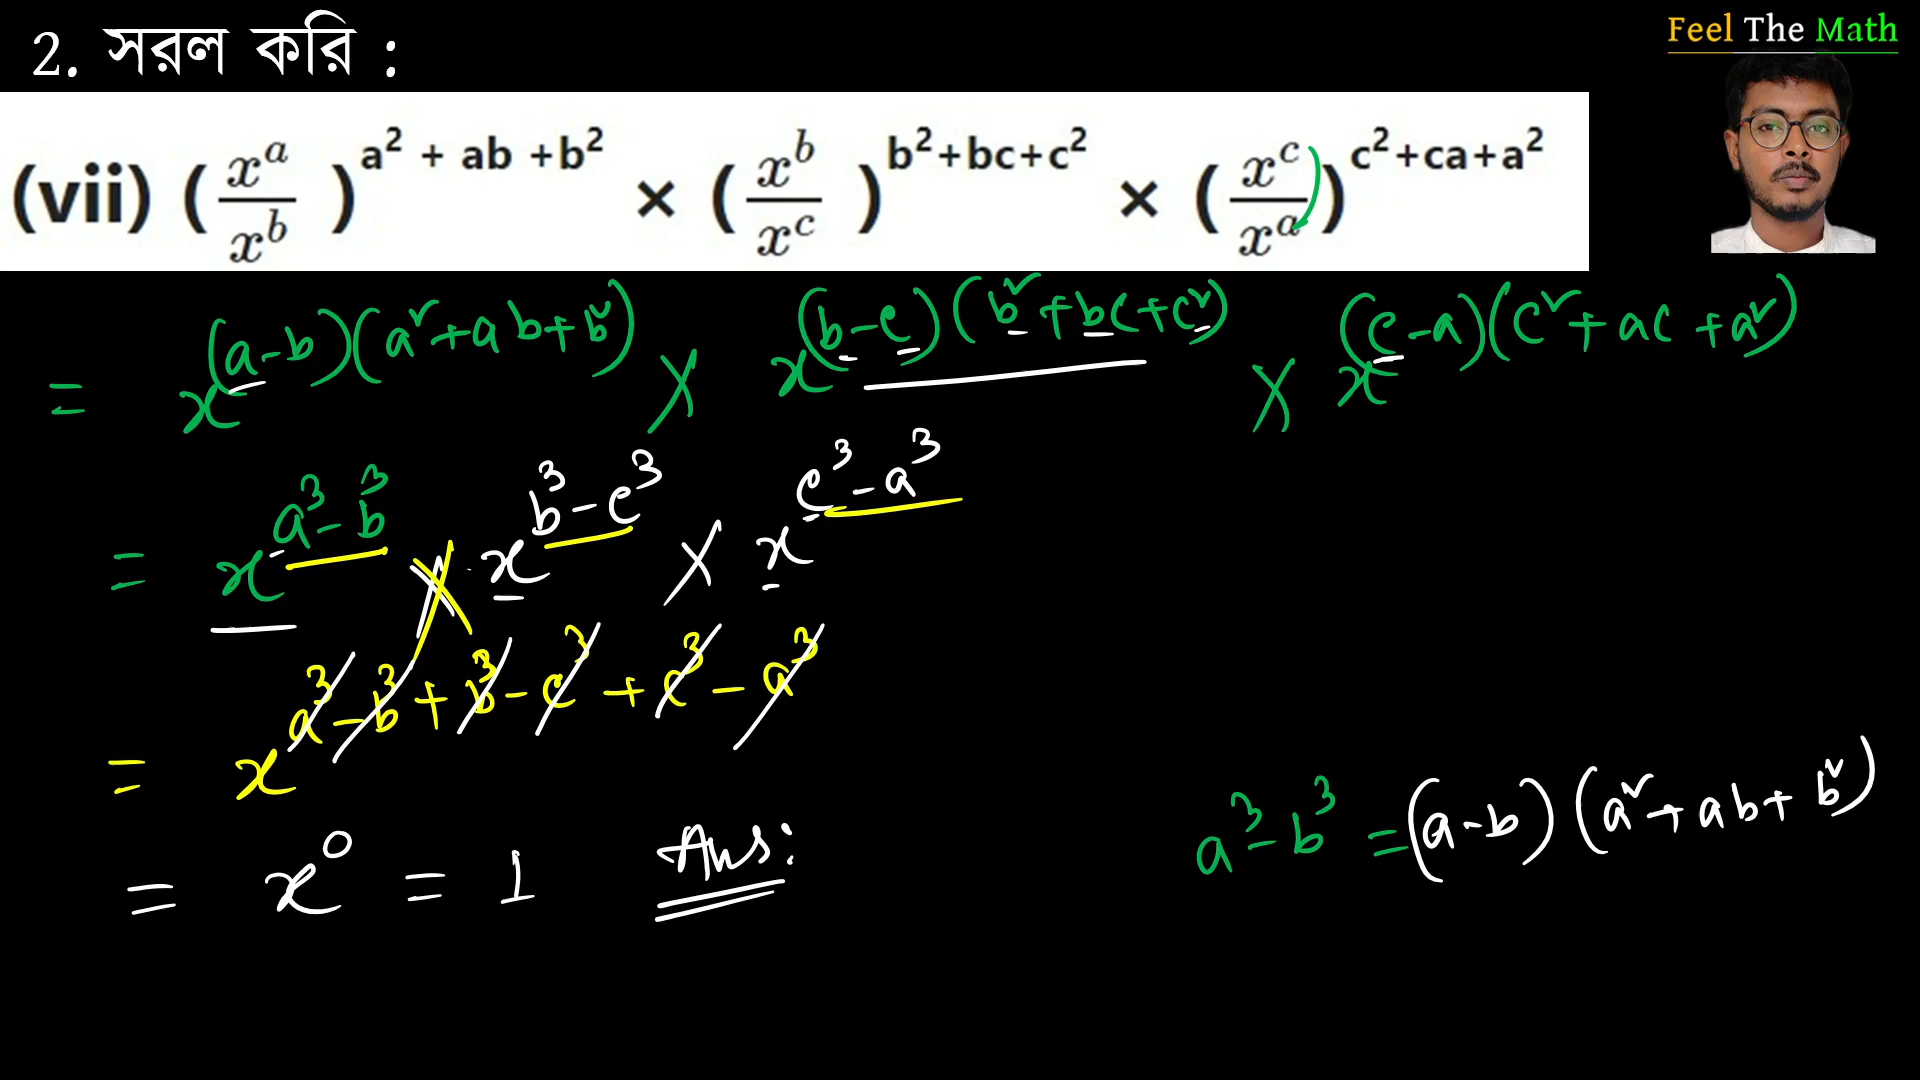 2. সরল করি :
Feel The Math
(vii) (x^a/x^b)^a²+ab+b² × (x^b/x^c)^b²+bc+c² × (x^c/x^a)^c²+ca+a²
= x^(a-b)(a²+ab+b²) × x^(b-c)(b²+bc+c²) × x^(c-a)(c²+ac+a²)
= x^a³-b³ × x^b³-c³ × x^c³-a³
= x^a³-b³+b³-c³+c³-a³
a³-b³ = (a-b)(a²+ab+b²)
= x^0 = 1 Ans: